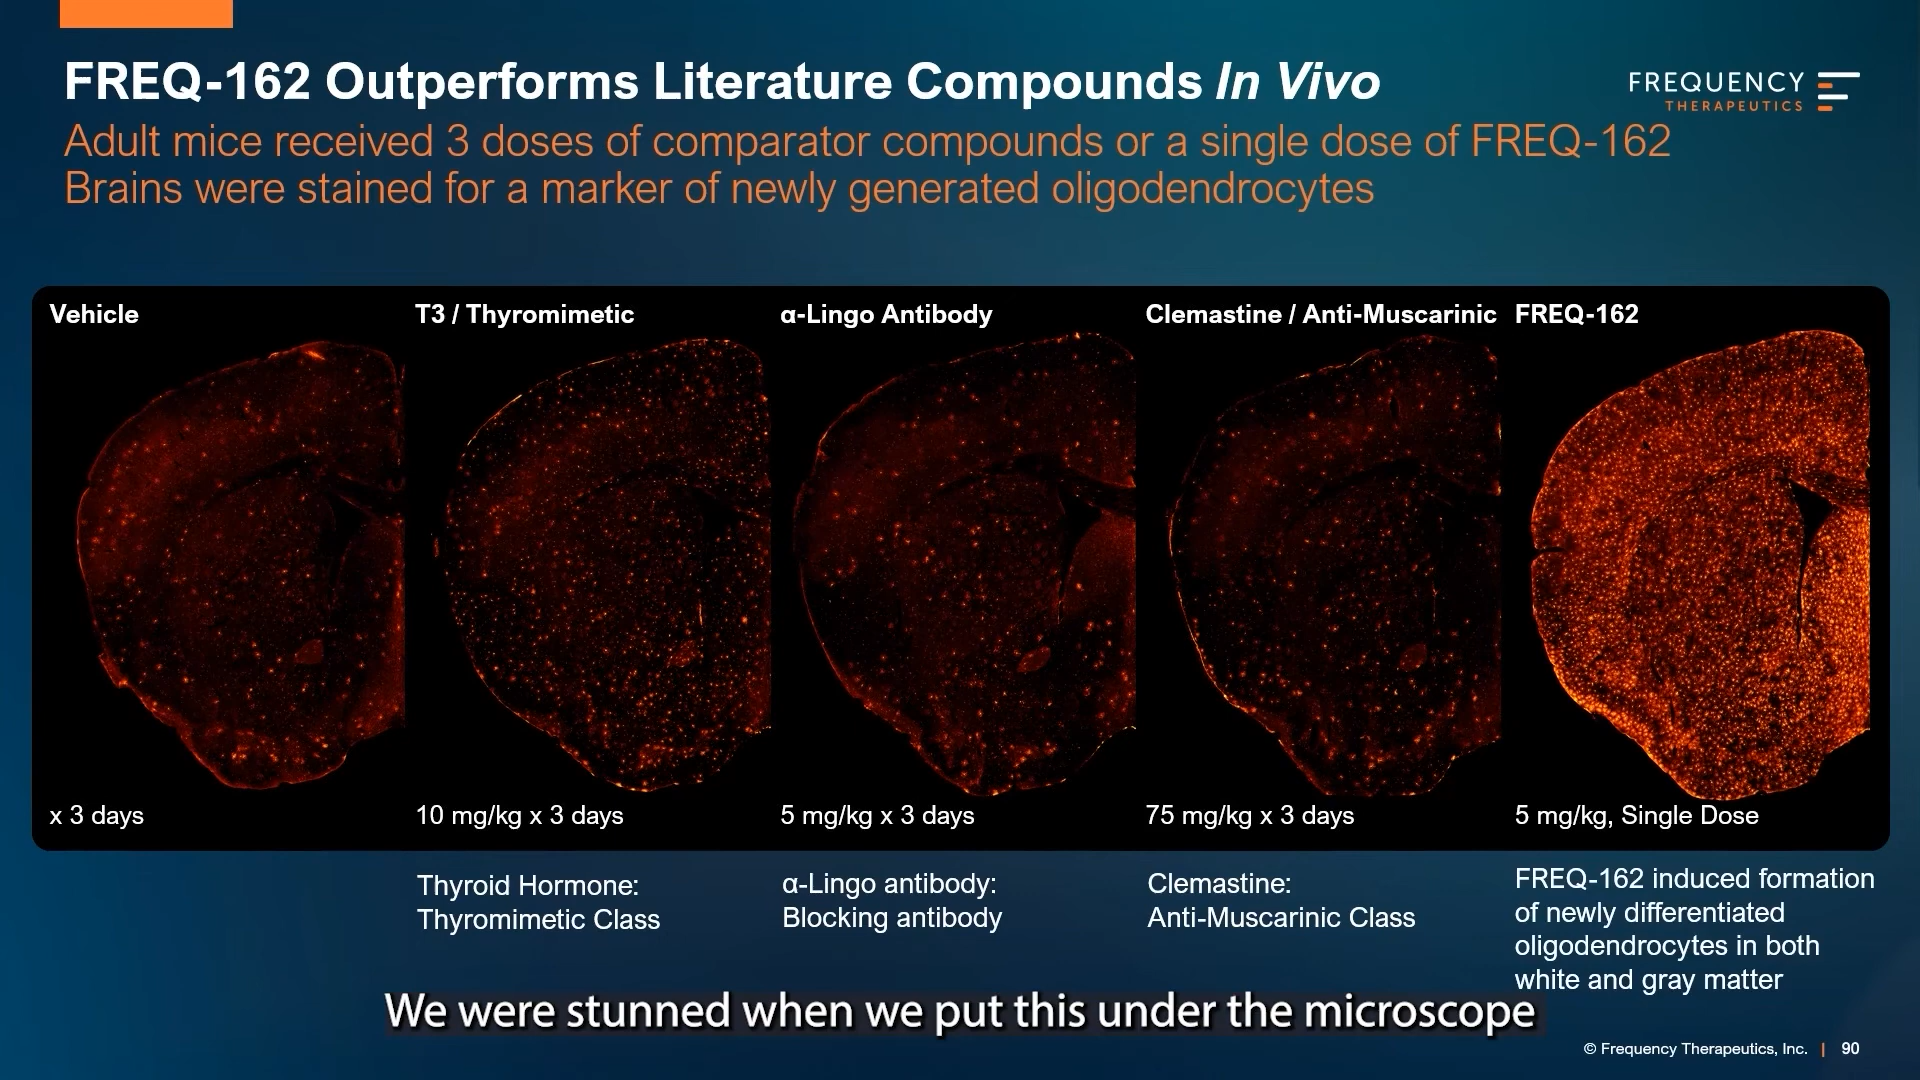 FREQ-162 Outperforms Literature Compounds In Vivo
FREQUENCY
THERAPEUTICS
Adult mice received 3 doses of comparator compounds or a single dose of FREQ-162
Brains were stained for a marker of newly generated oligodendrocytes
Vehicle
T3 / Thyromimetic
α-Lingo Antibody
Clemastine / Anti-Muscarinic
FREQ-162
x 3 days
10 mg/kg x 3 days
5 mg/kg x 3 days
75 mg/kg x 3 days
5 mg/kg, Single Dose
Thyroid Hormone:
Thyromimetic Class
α-Lingo antibody:
Blocking antibody
Clemastine:
Anti-Muscarinic Class
FREQ-162 induced formation
of newly differentiated
oligodendrocytes in both
white and gray matter
We were stunned when we put this under the microscope
© Frequency Therapeutics, Inc. | 90